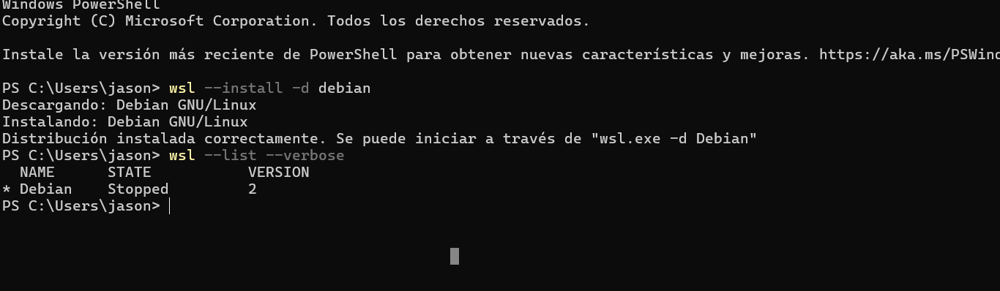 Windows PowerShell
Copyright (C) Microsoft Corporation. Todos los derechos reservados.
Instale la versión más reciente de PowerShell para obtener nuevas características y mejoras. https://aka.ms/PSWind
PS C:\Users\jason> wsl --install -d debian
Descargando: Debian GNU/Linux
Instalando: Debian GNU/Linux
Distribución instalada correctamente. Se puede iniciar a través de "wsl.exe -d Debian"
PS C:\Users\jason> wsl --list --verbose
  NAME      STATE           VERSION
* Debian    Stopped         2
PS C:\Users\jason>